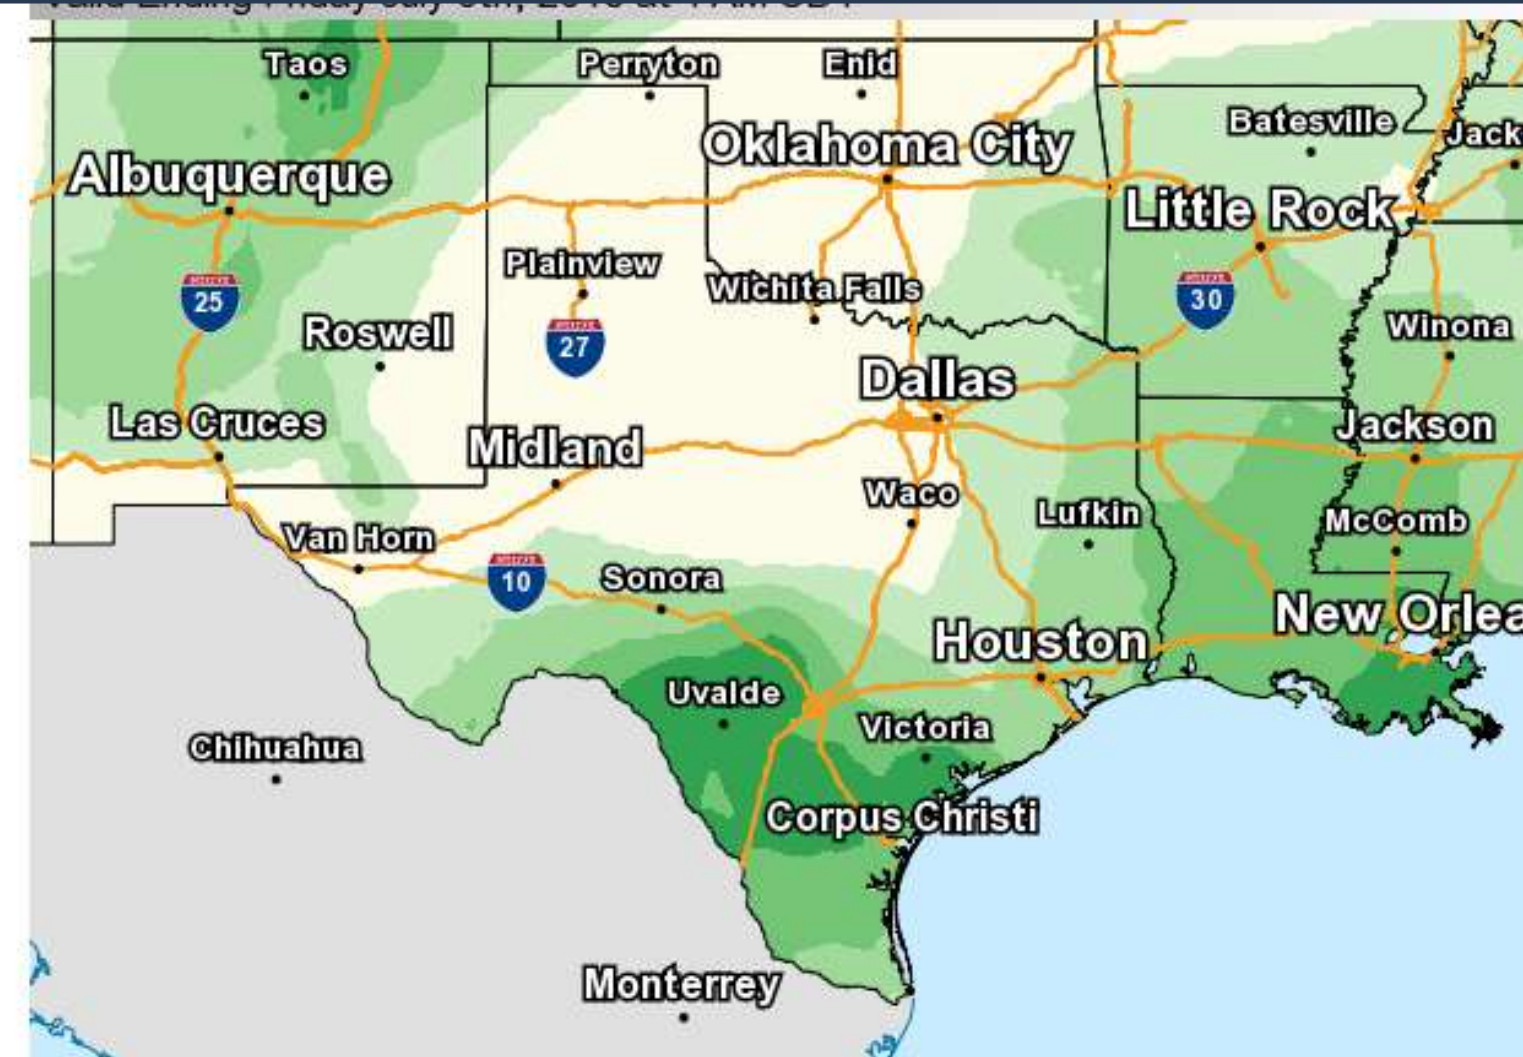 Taos
Perryton
Enid
Batesville
Oklahoma City
Jack
Albuquerque
Little Rock
Plainview
Wichita Falls
25
30
Roswell
27
Winona
Dallas
Las Cruces
Midland
Jackson
Waco
Lufkin
McComb
Van Horn
10
Sonora
New Orlea
Houston
Uvalde
Victoria
Chihuahua
Corpus Christi
Monterrey